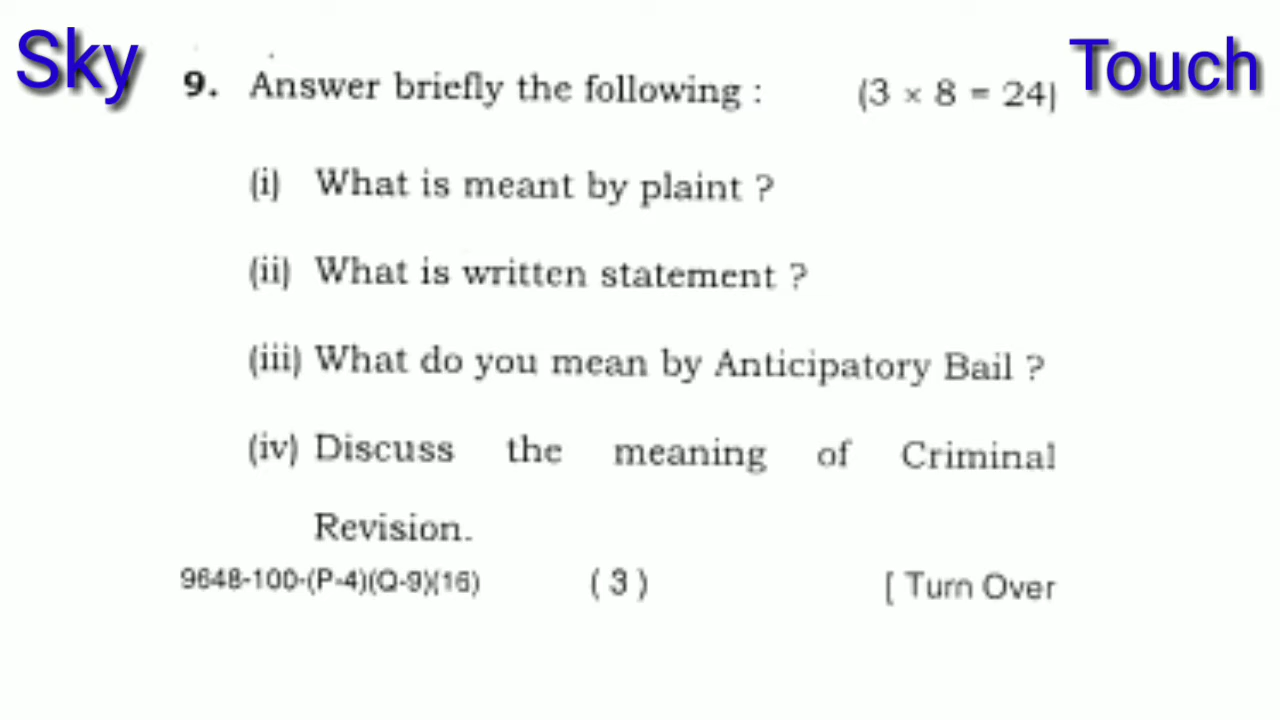 Sky Touch
9. Answer briefly the following : (3 × 8 = 24)
(i) What is meant by plaint ?
(ii) What is written statement ?
(iii) What do you mean by Anticipatory Bail ?
(iv) Discuss the meaning of Criminal
Revision.
9648-100-(P-4)(Q-9)(16) ( 3 ) [ Turn Over